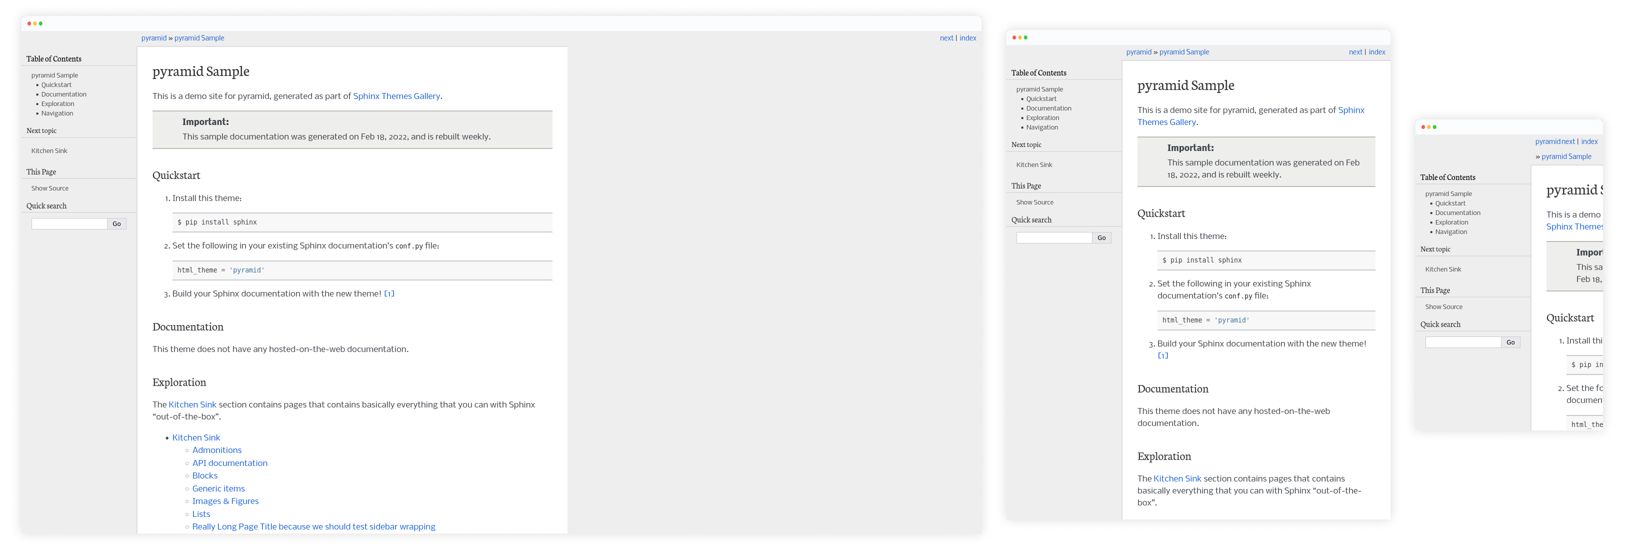 pyramid » pyramid Sample
next | index
Table of Contents
pyramid Sample
• Quickstart
• Documentation
• Exploration
• Navigation
Next topic
Kitchen Sink
This Page
Show Source
Quick search
Go
pyramid Sample
This is a demo site for pyramid, generated as part of Sphinx Themes Gallery.
Important:
This sample documentation was generated on Feb 18, 2022, and is rebuilt weekly.
Quickstart
1. Install this theme:
$ pip install sphinx
2. Set the following in your existing Sphinx documentation's conf.py file:
html_theme = 'pyramid'
3. Build your Sphinx documentation with the new theme! [1]
Documentation
This theme does not have any hosted-on-the-web documentation.
Exploration
The Kitchen Sink section contains pages that contains basically everything that you can with Sphinx
“out-of-the-box”.
• Kitchen Sink
◦ Admonitions
◦ API documentation
◦ Blocks
◦ Generic items
◦ Images & Figures
◦ Lists
◦ Really Long Page Title because we should test sidebar wrapping
pyramid » pyramid Sample
next | index
Table of Contents
pyramid Sample
• Quickstart
• Documentation
• Exploration
• Navigation
Next topic
Kitchen Sink
This Page
Show Source
Quick search
Go
pyramid Sample
This is a demo site for pyramid, generated as part of Sphinx
Themes Gallery.
Important:
This sample documentation was generated on Feb
18, 2022, and is rebuilt weekly.
Quickstart
1. Install this theme:
$ pip install sphinx
2. Set the following in your existing Sphinx
documentation's conf.py file:
html_theme = 'pyramid'
3. Build your Sphinx documentation with the new theme!
[1]
Documentation
This theme does not have any hosted-on-the-web
documentation.
Exploration
The Kitchen Sink section contains pages that contains
basically everything that you can with Sphinx “out-of-the-
box”.
pyramid next | index
» pyramid Sample
Table of Contents
pyramid Sample
• Quickstart
• Documentation
• Exploration
• Navigation
Next topic
Kitchen Sink
This Page
Show Source
Quick search
Go
pyramid S
This is a demo
Sphinx Themes
Impor
This sa
Feb 18,
Quickstart
1. Install thi
$ pip in
2. Set the fo
documen
html_the